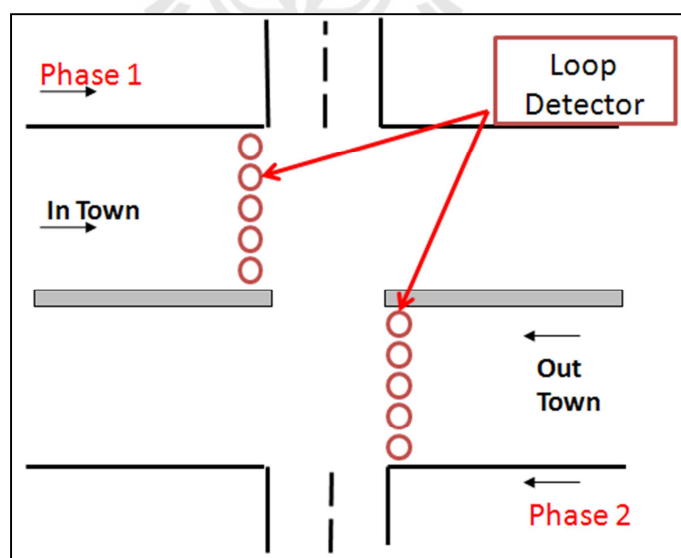 Phase 1
Loop
Detector
In Town
Out
Town
Phase 2